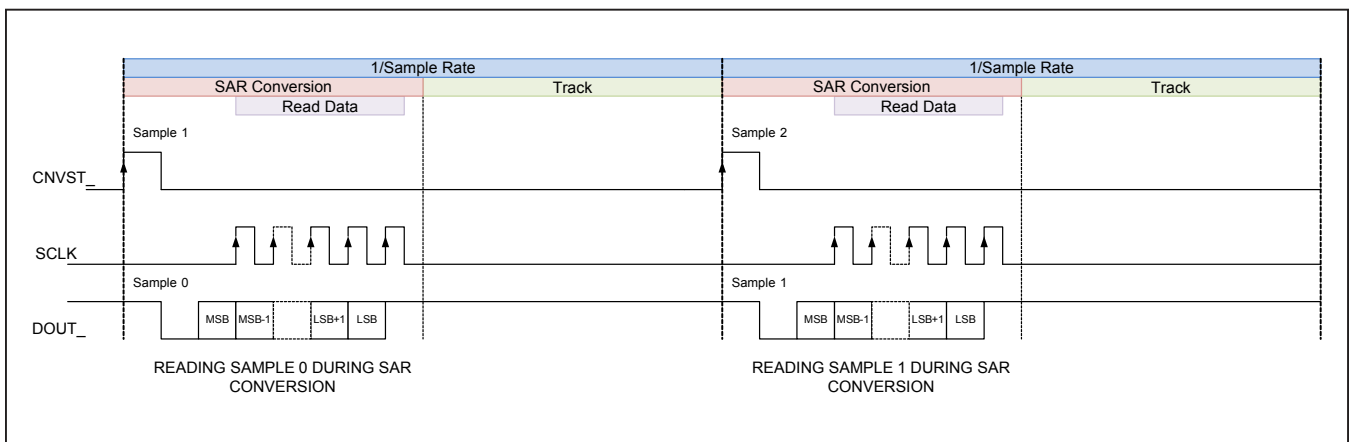 1/Sample Rate 1/Sample Rate
SAR Conversion Track SAR Conversion Track
Read Data Read Data
Sample 1 Sample 2
CNVST_
SCLK
Sample 0 Sample 1
DOUT_ MSB MSB-1 LSB+1 LSB MSB MSB-1 LSB+1 LSB
READING SAMPLE 0 DURING SAR READING SAMPLE 1 DURING SAR
CONVERSION CONVERSION